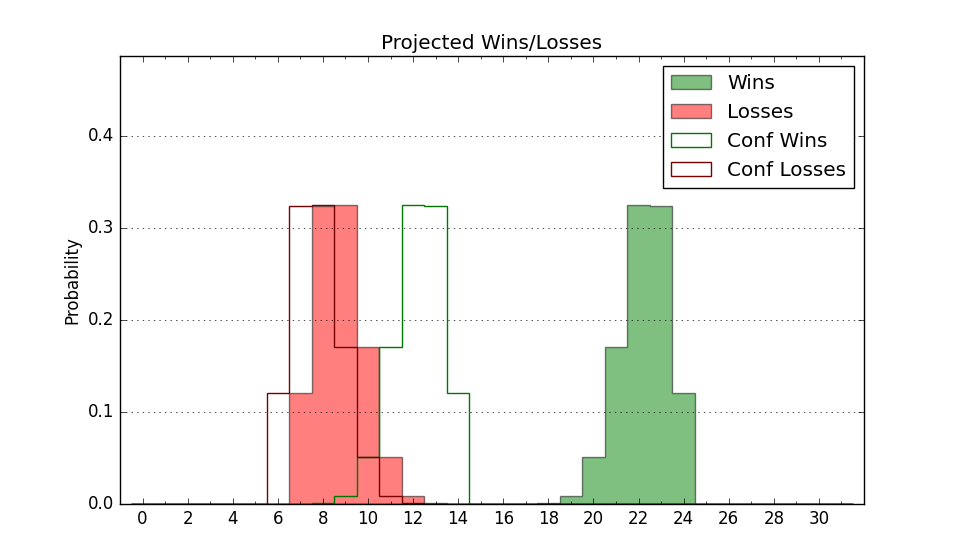 Projected Wins/Losses
Wins
Losses
Conf Wins
Conf Losses
Probability
0.4
0.3
0.2
0.1
0.0
0 2 4 6 8 10 12 14 16 18 20 22 24 26 28 30